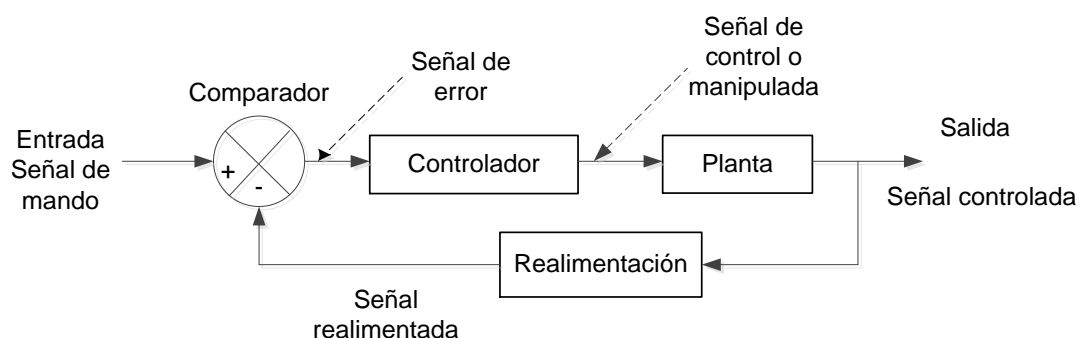 Señal de
control o
manipulada
Señal de
error
Comparador
Entrada
Señal de
mando
+
-
Controlador
Planta
Salida
Señal controlada
Realimentación
Señal
realimentada